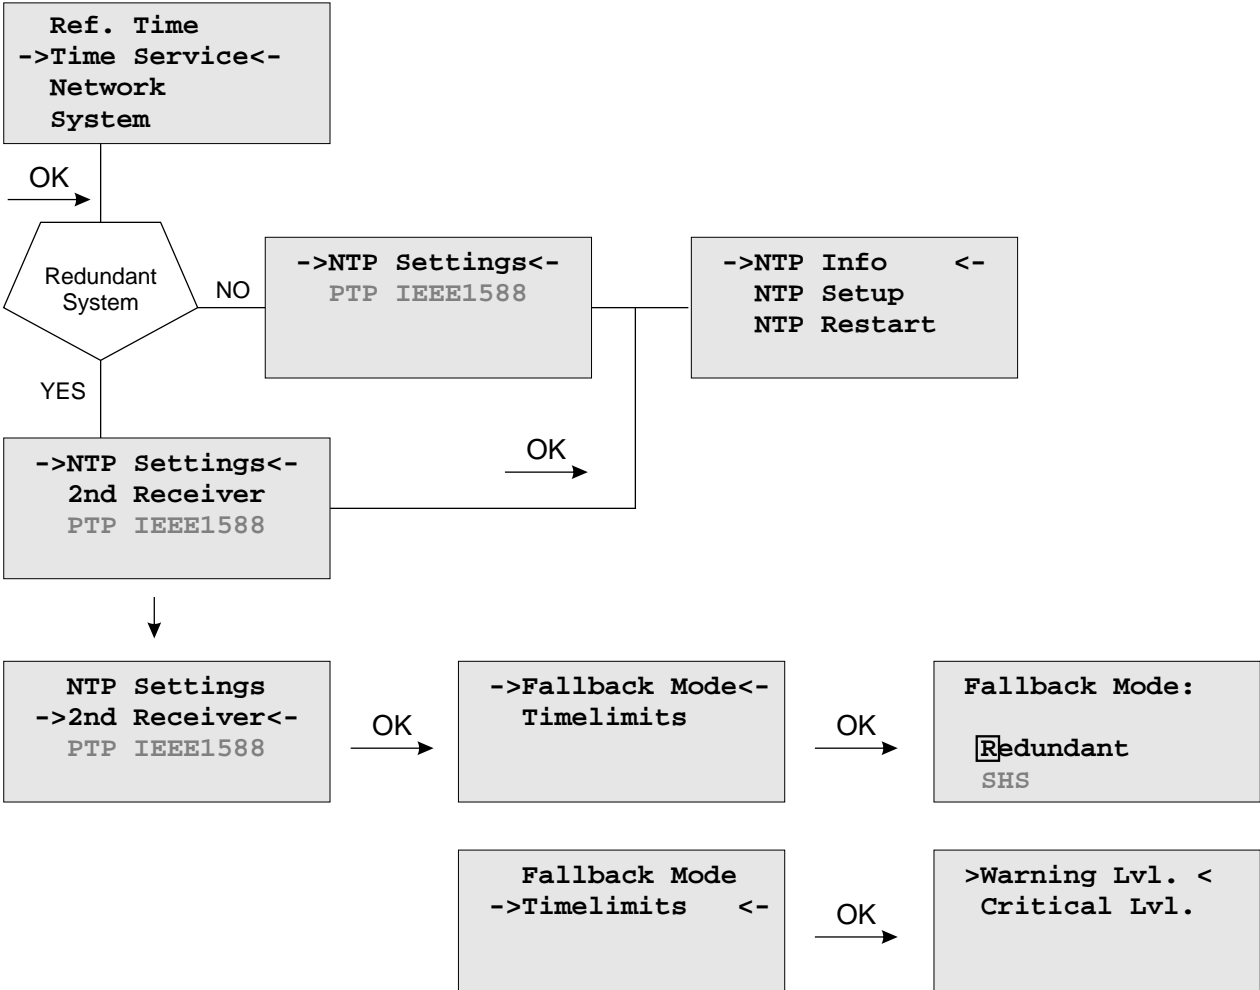 Ref. Time
->Time Service<-
Network
System
OK
Redundant
System
NO
YES
->NTP Settings<-
PTP IEEE1588
->NTP Info <-
NTP Setup
NTP Restart
->NTP Settings<-
2nd Receiver
PTP IEEE1588
OK
NTP Settings
->2nd Receiver<-
PTP IEEE1588
OK
->Fallback Mode<-
Timelimits
OK
Fallback Mode:
Redundant
SHS
Fallback Mode
->Timelimits <-
OK
>Warning Lvl. <
Critical Lvl.